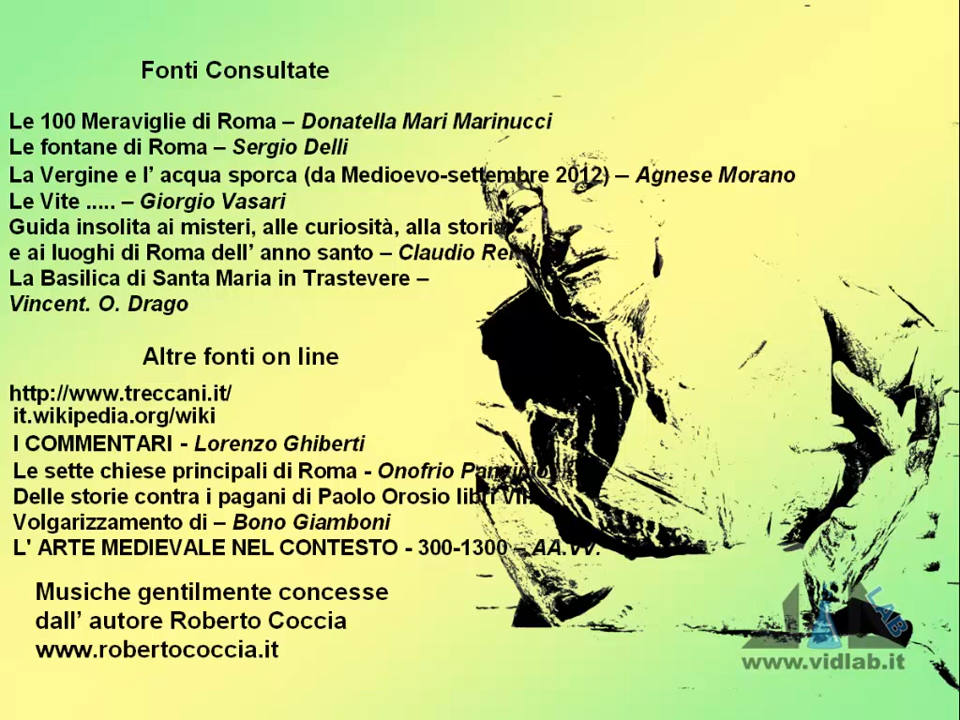 Fonti Consultate
Le 100 Meraviglie di Roma – Donatella Mari Marinucci
Le fontane di Roma – Sergio Delli
La Vergine e l' acqua sporca (da Medioevo-settembre 2012) – Agnese Morano
Le Vite ..... – Giorgio Vasari
Guida insolita ai misteri, alle curiosità, alla storia
e ai luoghi di Roma dell' anno santo – Claudio
La Basilica di Santa Maria in Trastevere –
Vincent. O. Drago
Altre fonti on line
http://www.treccani.it/
it.wikipedia.org/wiki
I COMMENTARI - Lorenzo Ghiberti
Le sette chiese principali di Roma - Onofrio
Delle storie contra i pagani di Paolo Orosio libri
Volgarizzamento di – Bono Giamboni
L' ARTE MEDIEVALE NEL CONTESTO - 300-1300 – AA.VV.
Musiche gentilmente concesse
dall' autore Roberto Coccia
www.robertococcia.it
LAB
www.vidlab.it